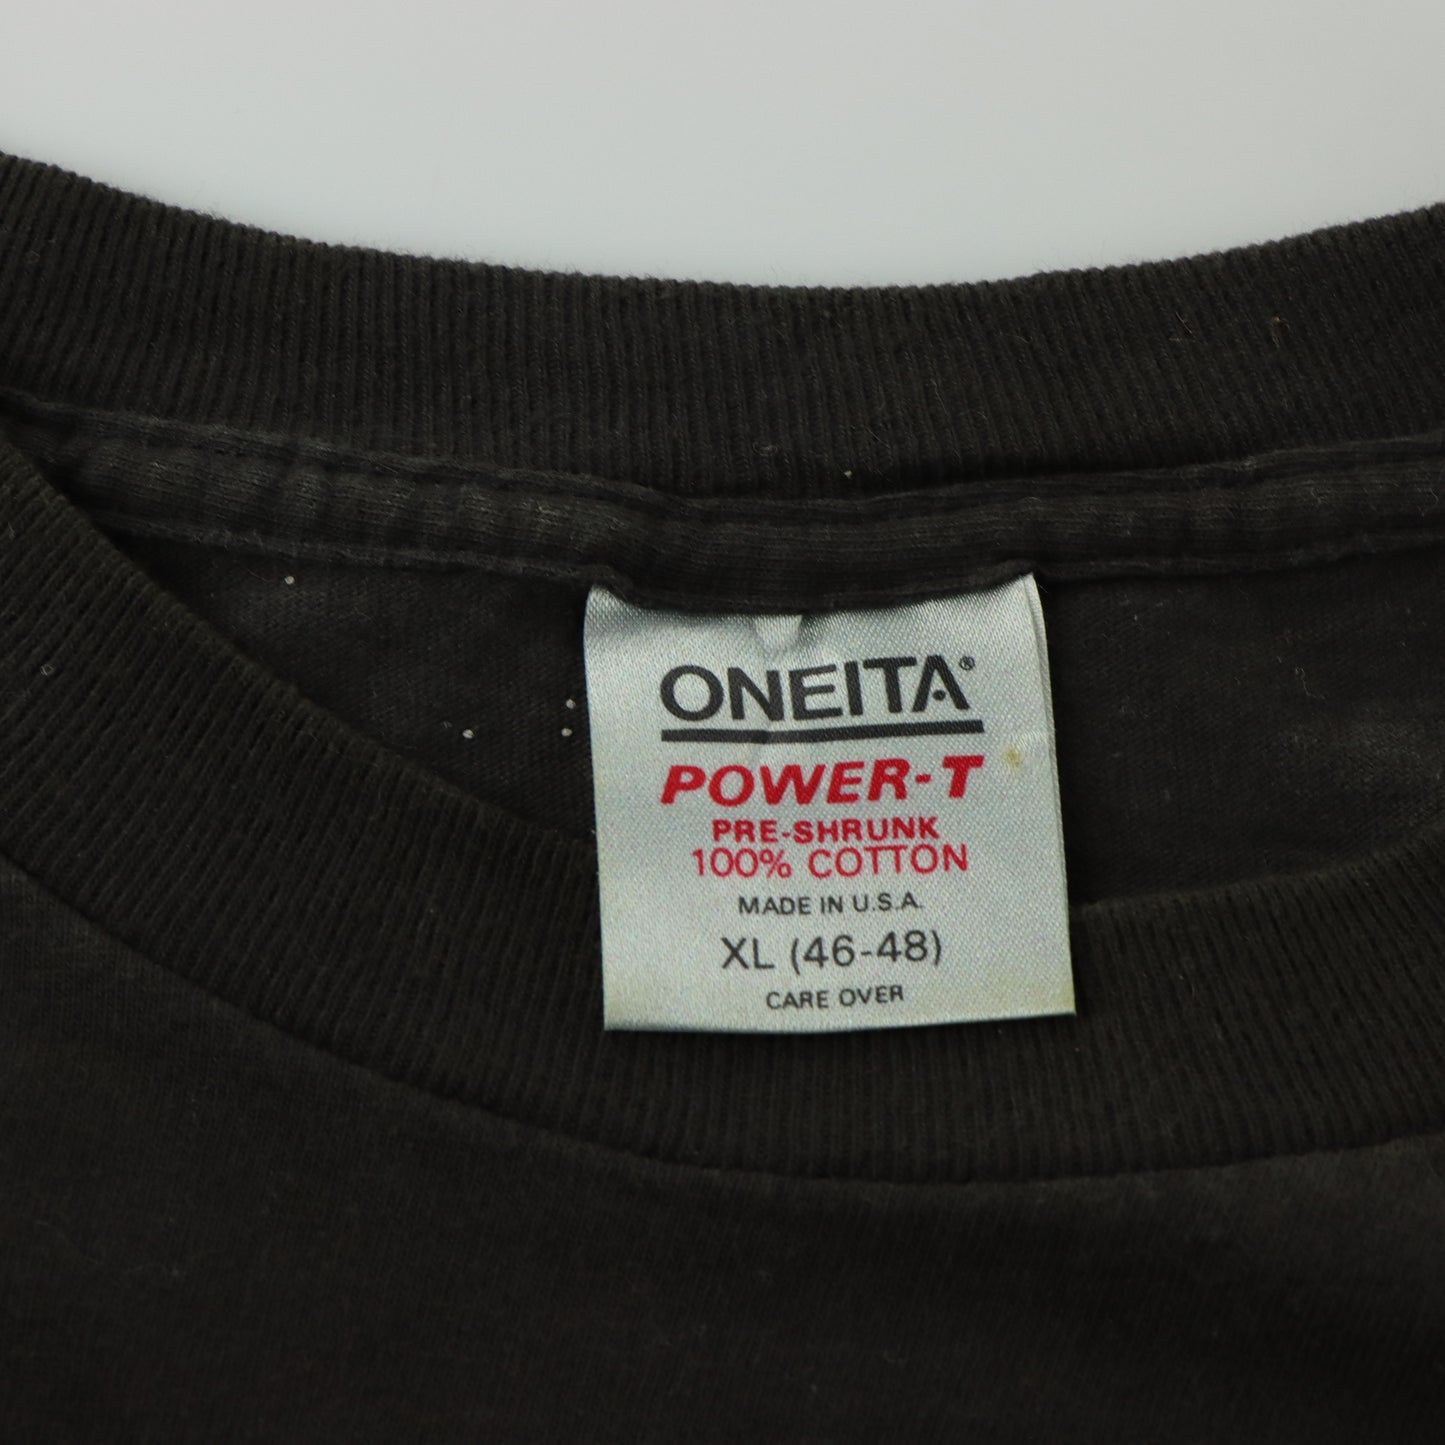 ONEITA®
POWER-T
PRE-SHRUNK
100% COTTON
MADE IN U.S.A.
XL (46-48)
CARE OVER